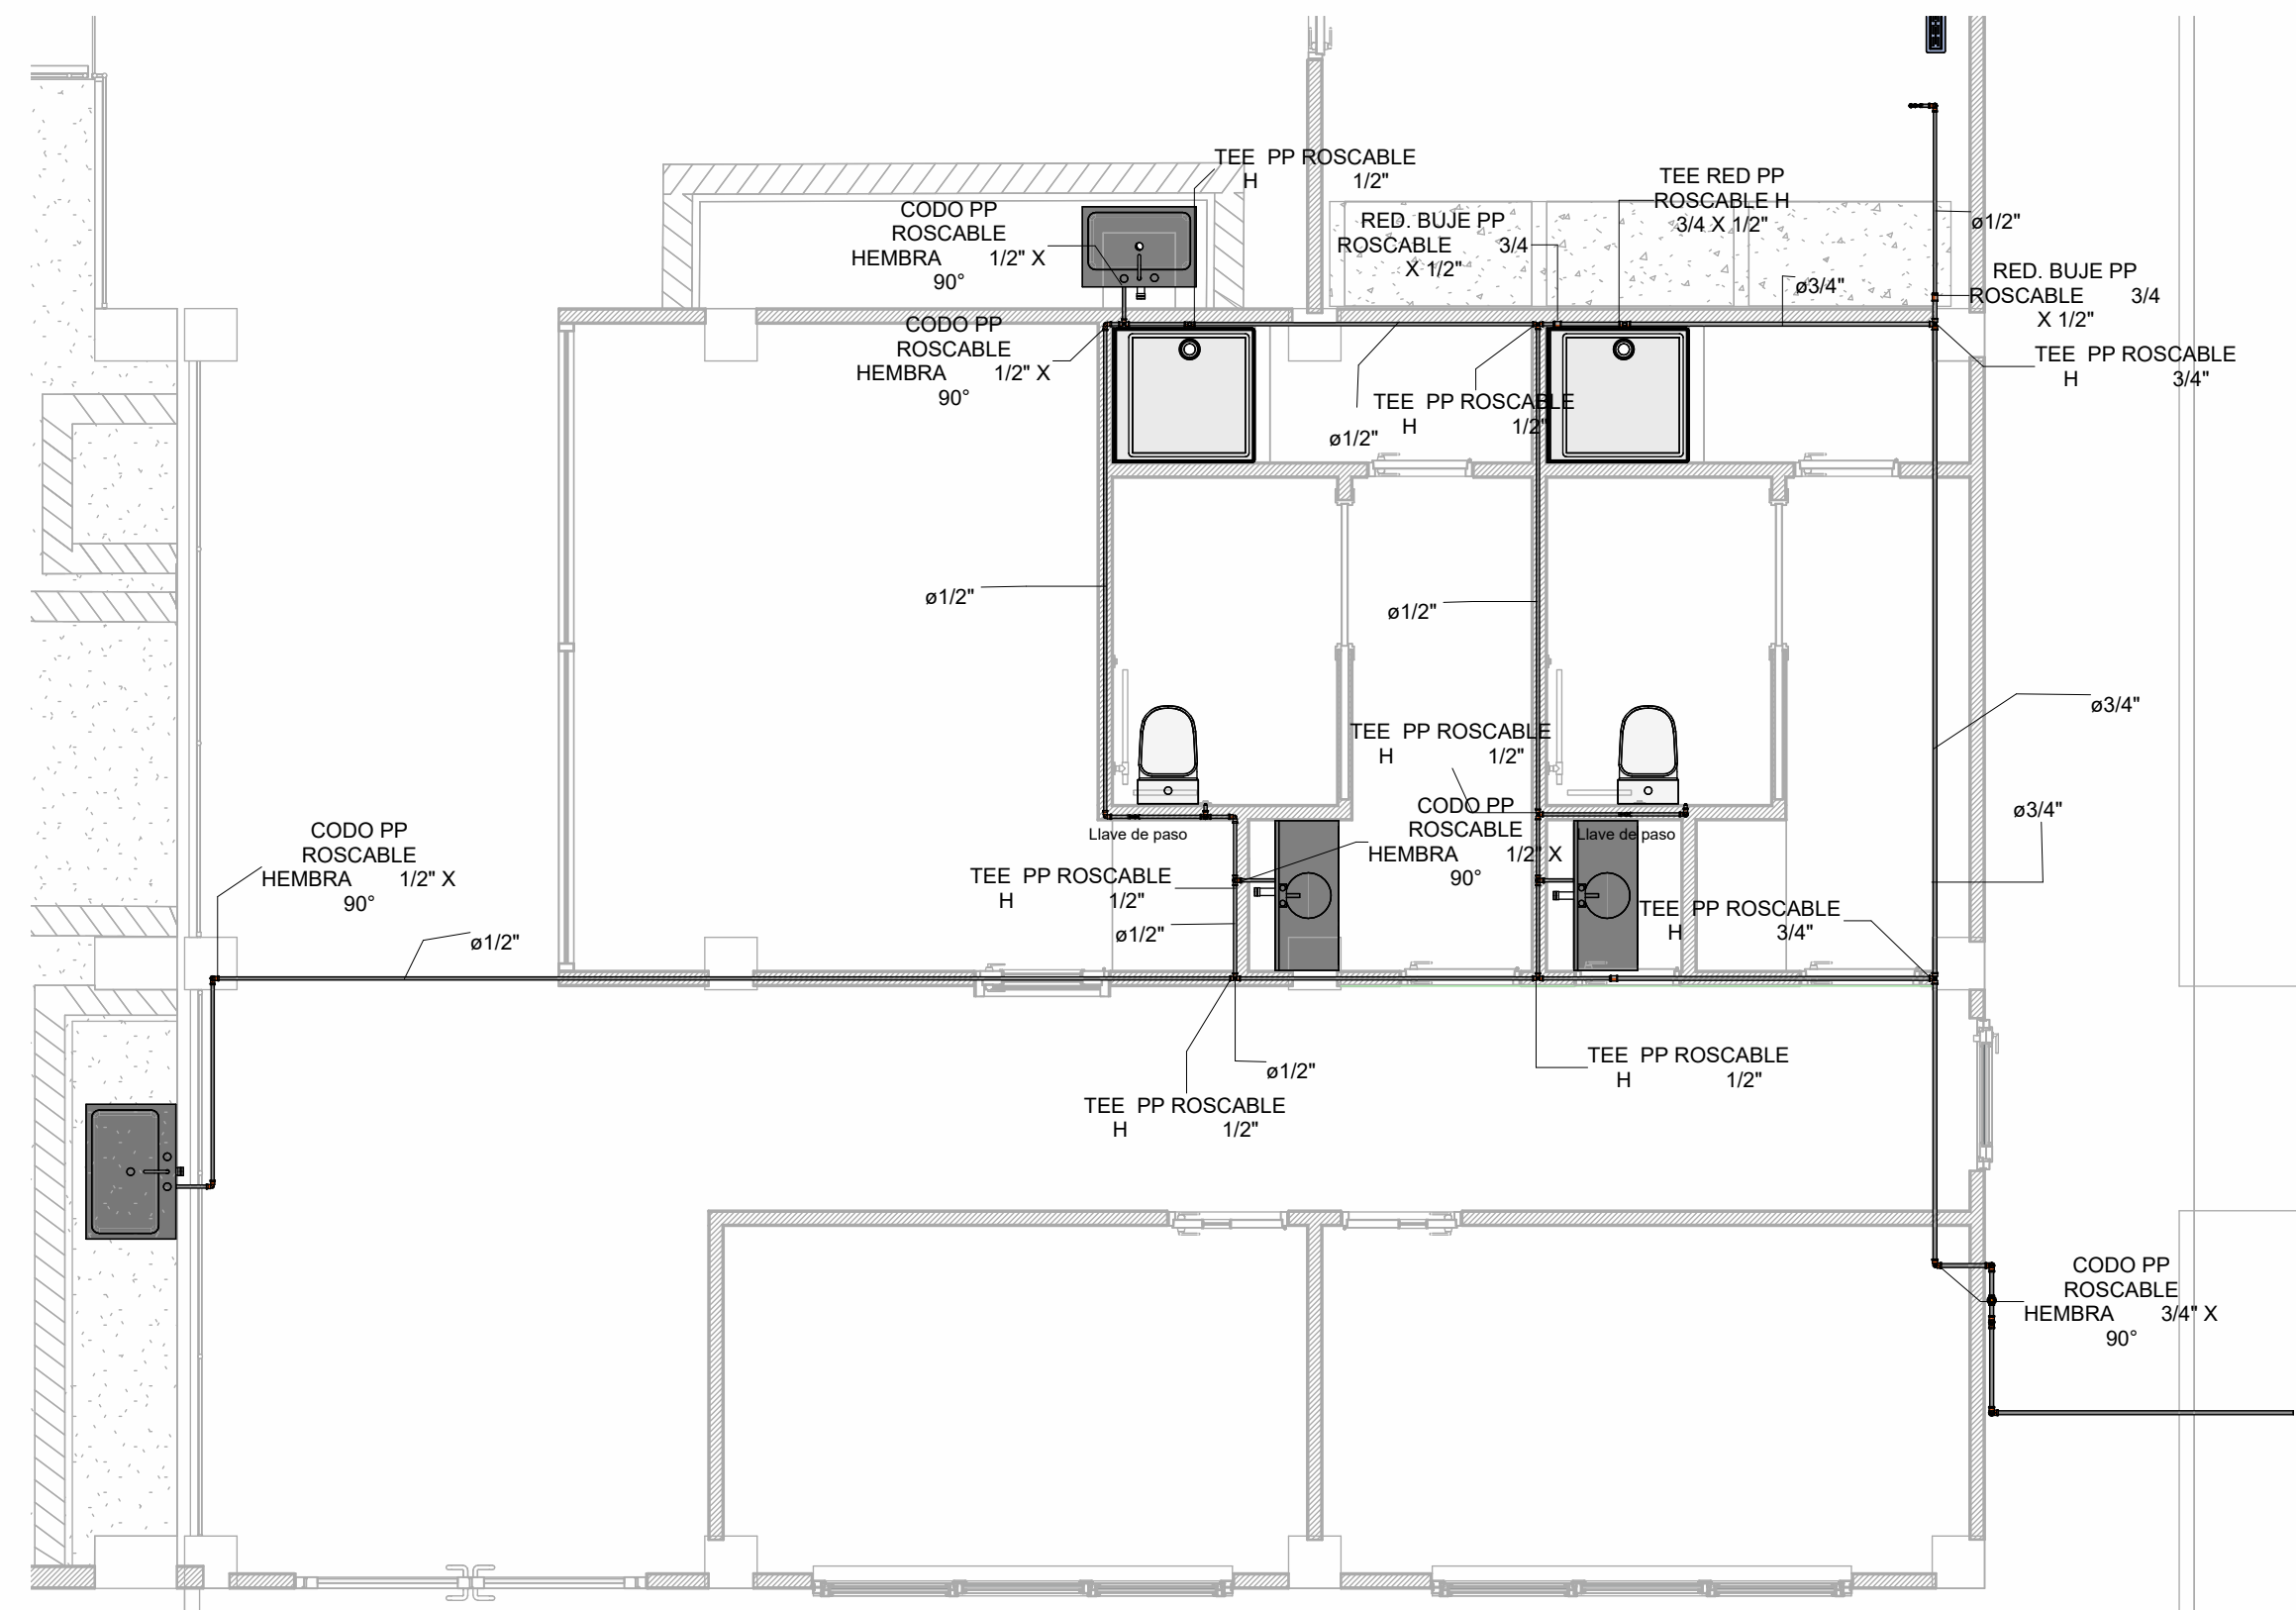 TEE PP ROSCABLE
H 1/2"
CODO PP
ROSCABLE
HEMBRA 1/2" X
90°
RED. BUJE PP
ROSCABLE 3/4
X 1/2"
TEE RED PP
ROSCABLE H
3/4 X 1/2"
ø1/2"
ø3/4"
RED. BUJE PP
ROSCABLE 3/4
X 1/2"
CODO PP
ROSCABLE
HEMBRA 1/2" X
90°
TEE PP ROSCABLE
H 3/4"
TEE PP ROSCABLE
H 1/2"
ø1/2"
ø1/2"
ø1/2"
ø3/4"
TEE PP ROSCABLE
H 1/2"
CODO PP
ROSCABLE
HEMBRA 1/2" X
90°
ø3/4"
Llave de paso
Llave de paso
CODO PP
ROSCABLE
HEMBRA 1/2" X
90°
TEE PP ROSCABLE
H 1/2"
TEE PP ROSCABLE
H 3/4"
ø1/2"
ø1/2"
TEE PP ROSCABLE
H 1/2"
ø1/2"
TEE PP ROSCABLE
H 1/2"
CODO PP
ROSCABLE
HEMBRA 3/4" X
90°